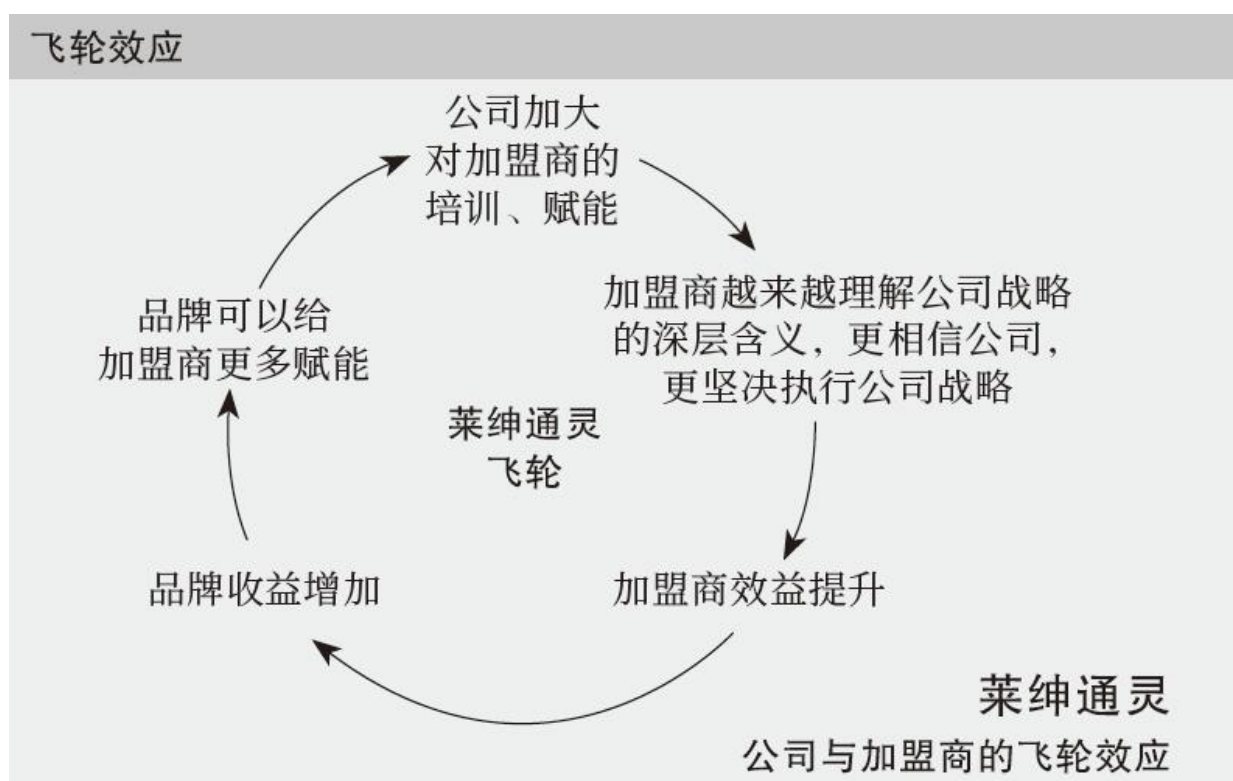 飞轮效应
公司加大
对加盟商的
培训、赋能
加盟商越来越理解公司战略
的深层含义，更相信公司，
更坚决执行公司战略
加盟商效益提升
品牌收益增加
品牌可以给
加盟商更多赋能
莱绅通灵
飞轮
莱绅通灵
公司与加盟商的飞轮效应